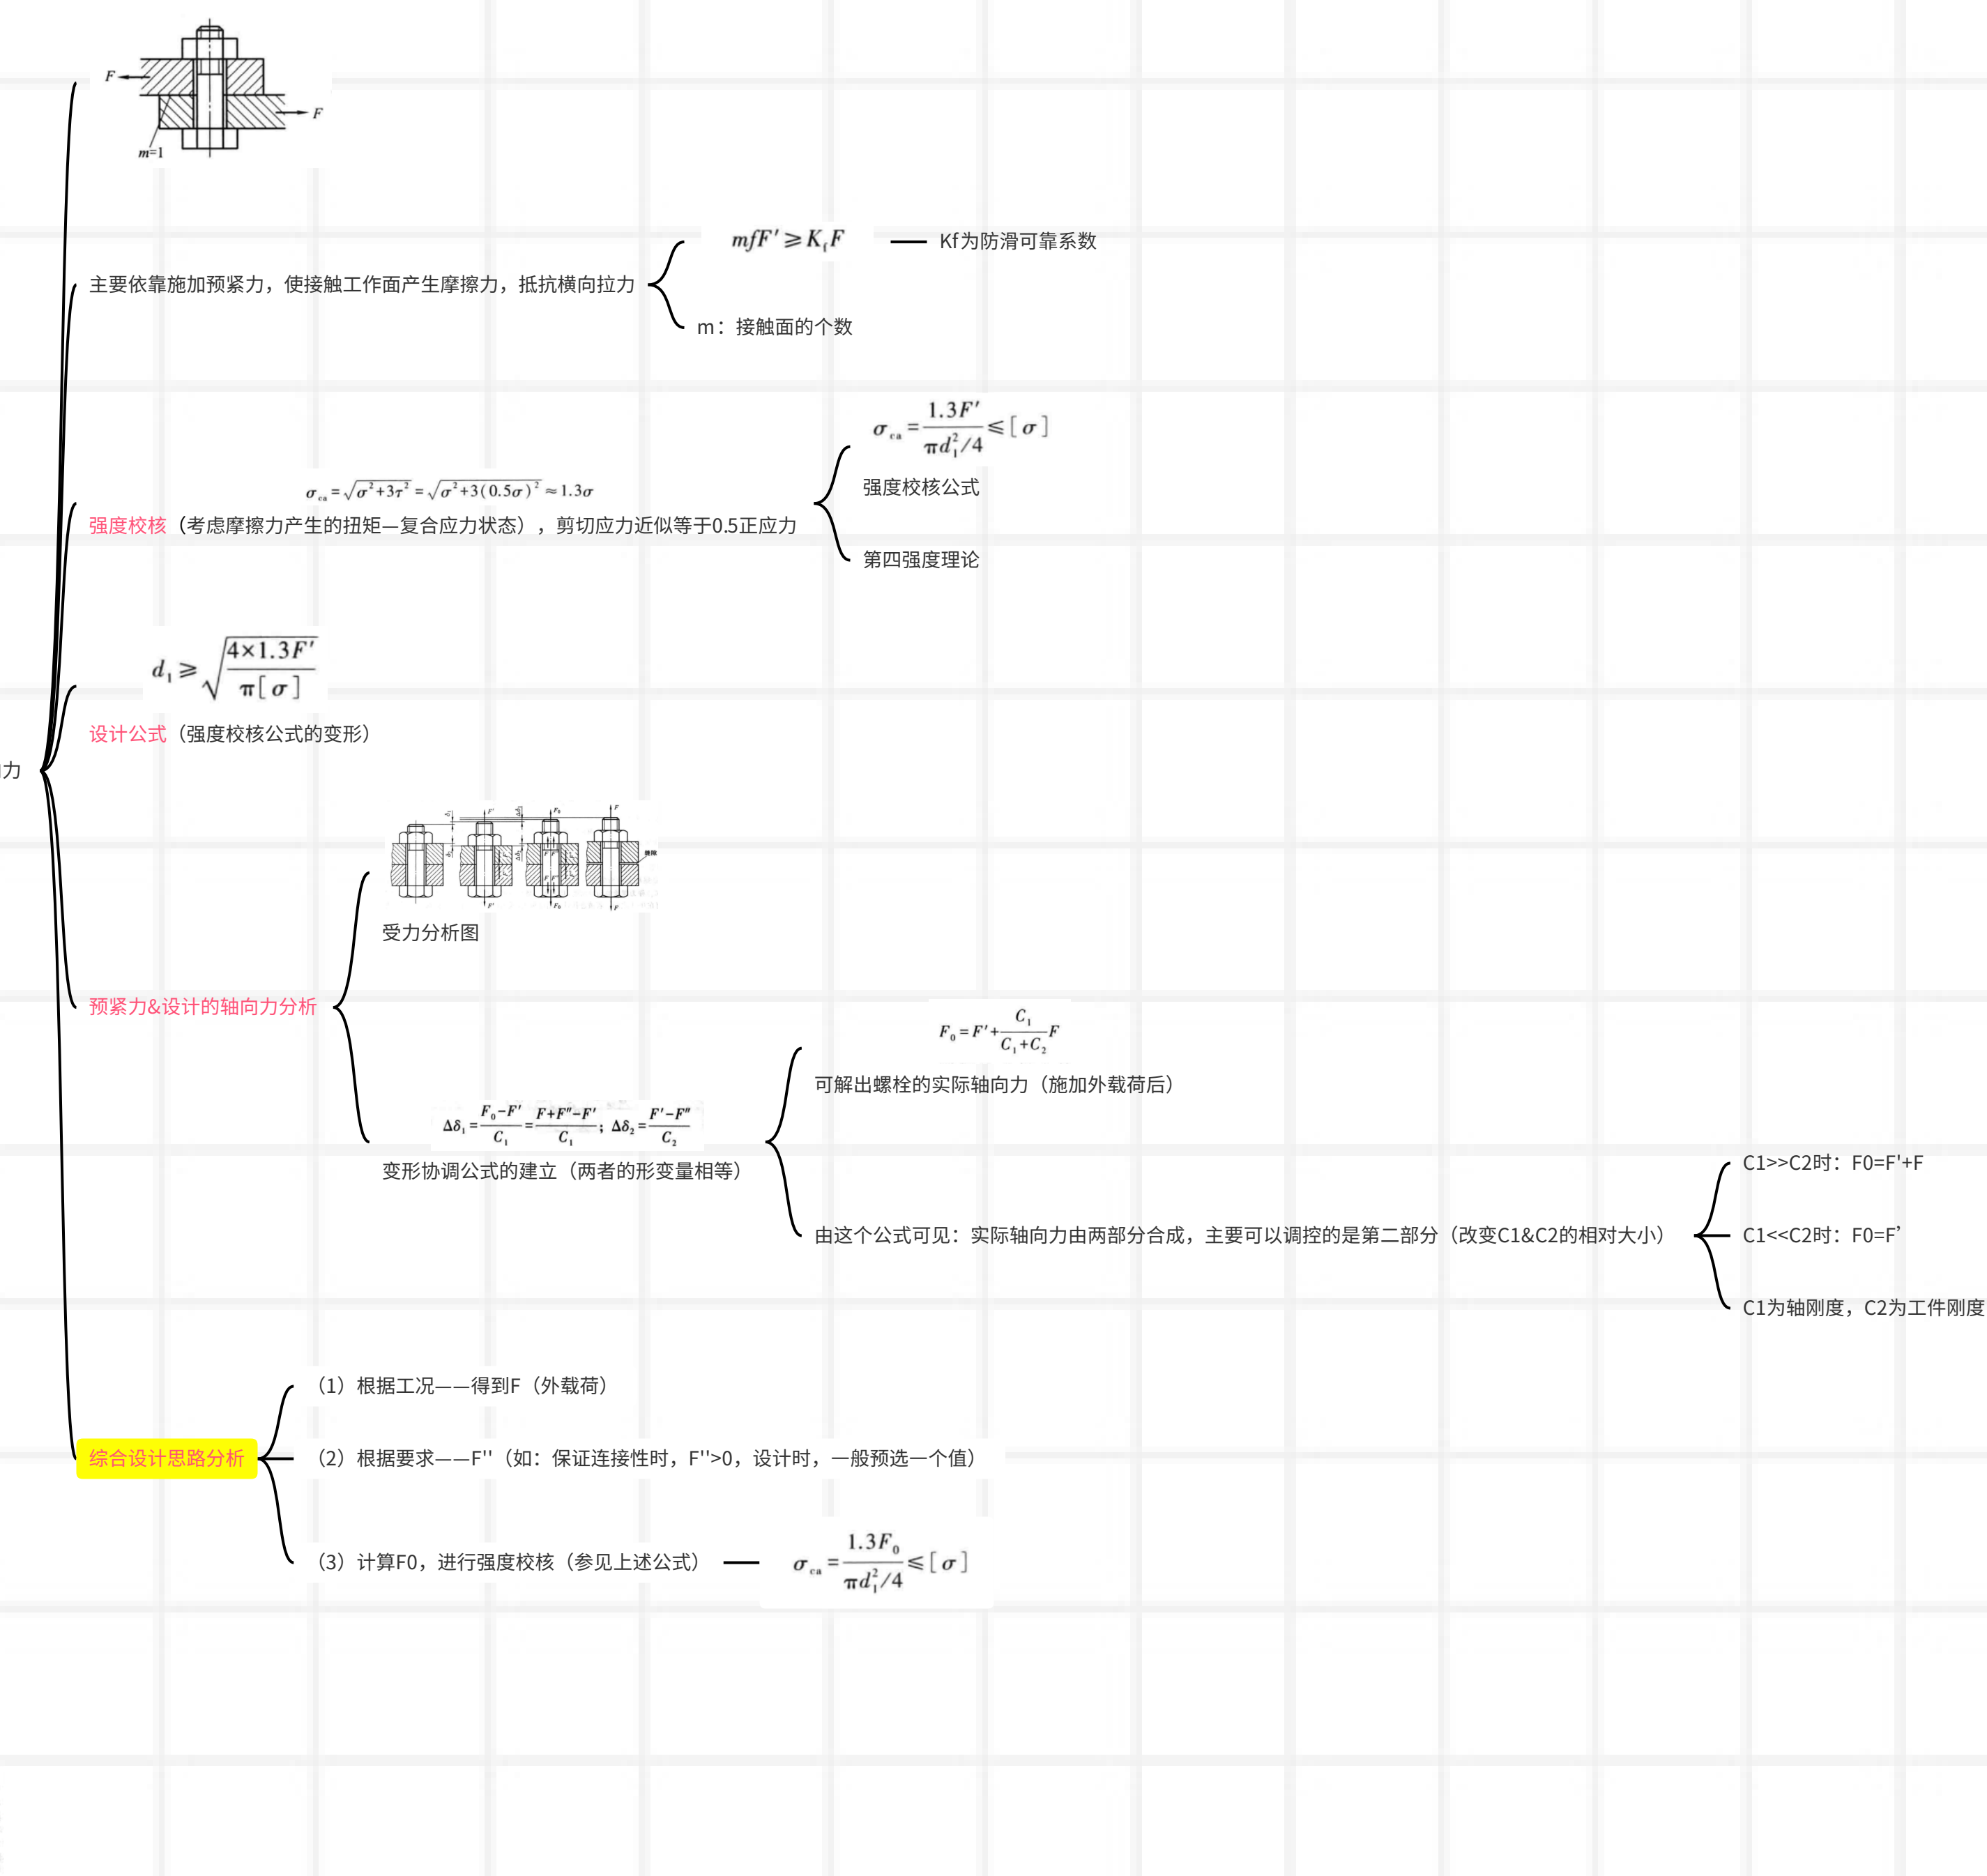 F
F
m=1
mfF′ ≥ K_f F
Kf为防滑可靠系数
主要依靠施加预紧力，使接触工作面产生摩擦力，抵抗横向拉力
m：接触面的个数
σ_ca = 1.3F′ / (πd₁²/4) ≤ [σ]
强度校核公式
σ_ca = √(σ²+3τ²) = √(σ²+3(0.5σ)²) ≈ 1.3σ
强度校核（考虑摩擦力产生的扭矩—复合应力状态），剪切应力近似等于0.5正应力
第四强度理论
d₁ ≥ √(4×1.3F′ / π[σ])
设计公式（强度校核公式的变形）
力
受力分析图
预紧力&设计的轴向力分析
F₀ = F′ + C₁/(C₁+C₂) F
可解出螺栓的实际轴向力（施加外载荷后）
Δδ₁ = (F₀−F′)/C₁ = (F+F″−F′)/C₁ ; Δδ₂ = (F′−F″)/C₂
变形协调公式的建立（两者的形变量相等）
C1>>C2时：F0=F'+F
由这个公式可见：实际轴向力由两部分合成，主要可以调控的是第二部分（改变C1&C2的相对大小）
C1<<C2时：F0=F’
C1为轴刚度，C2为工件刚度
（1）根据工况——得到F（外载荷）
综合设计思路分析
（2）根据要求——F''（如：保证连接性时，F''>0，设计时，一般预选一个值）
（3）计算F0，进行强度校核（参见上述公式）
σ_ca = 1.3F₀ / (πd₁²/4) ≤ [σ]